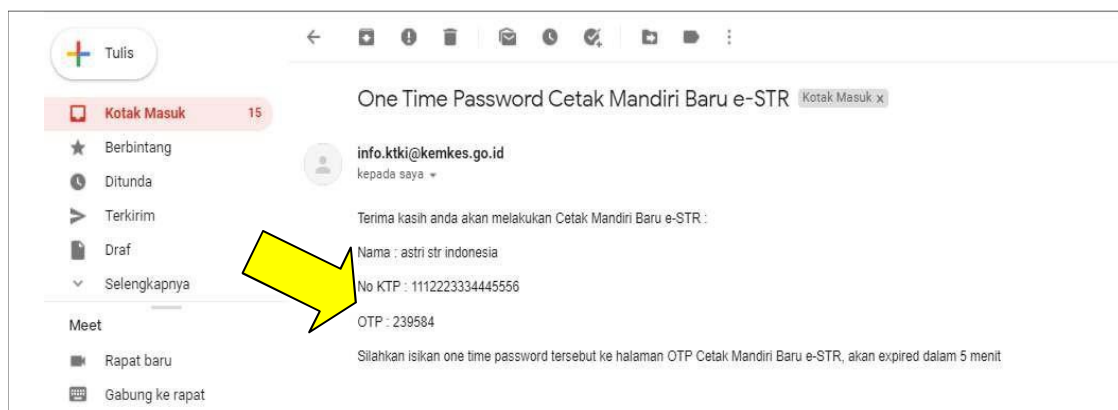 Tulis
Kotak Masuk 15
Berbintang
Ditunda
Terkirim
Draf
Selengkapnya
Meet
Rapat baru
Gabung ke rapat
One Time Password Cetak Mandiri Baru e-STR Kotak Masuk x
info.ktki@kemkes.go.id
kepada saya
Terima kasih anda akan melakukan Cetak Mandiri Baru e-STR :
Nama : astri str indonesia
No KTP : 1112223334445556
OTP : 239584
Silahkan isikan one time password tersebut ke halaman OTP Cetak Mandiri Baru e-STR, akan expired dalam 5 menit